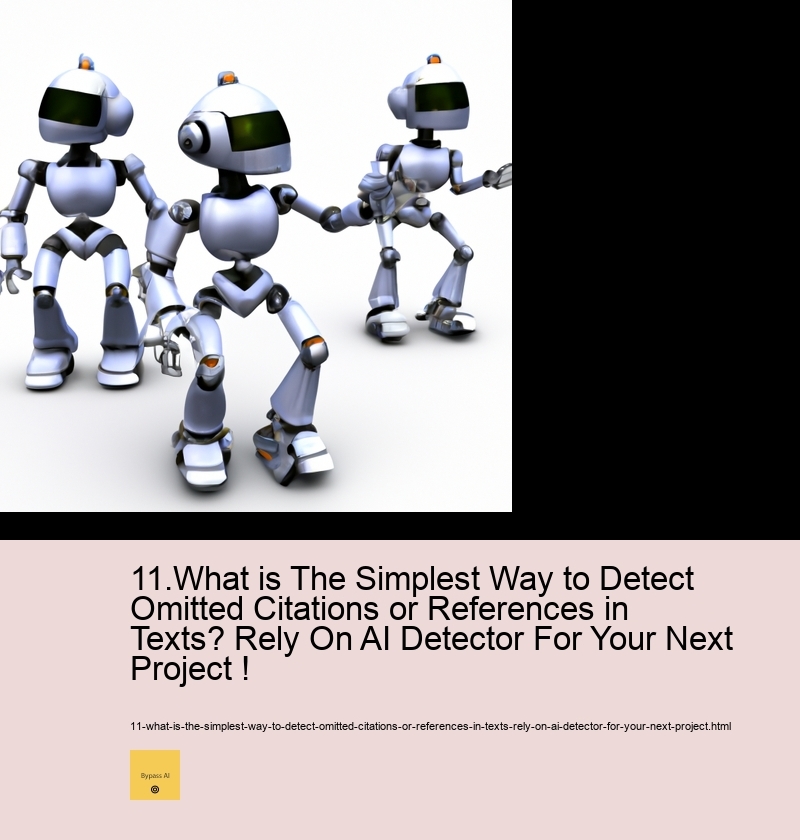 11.What is The Simplest Way to Detect
Omitted Citations or References in
Texts? Rely On AI Detector For Your Next
Project !
11-what-is-the-simplest-way-to-detect-omitted-citations-or-references-in-texts-rely-on-ai-detector-for-your-next-project.html
Bypass AI